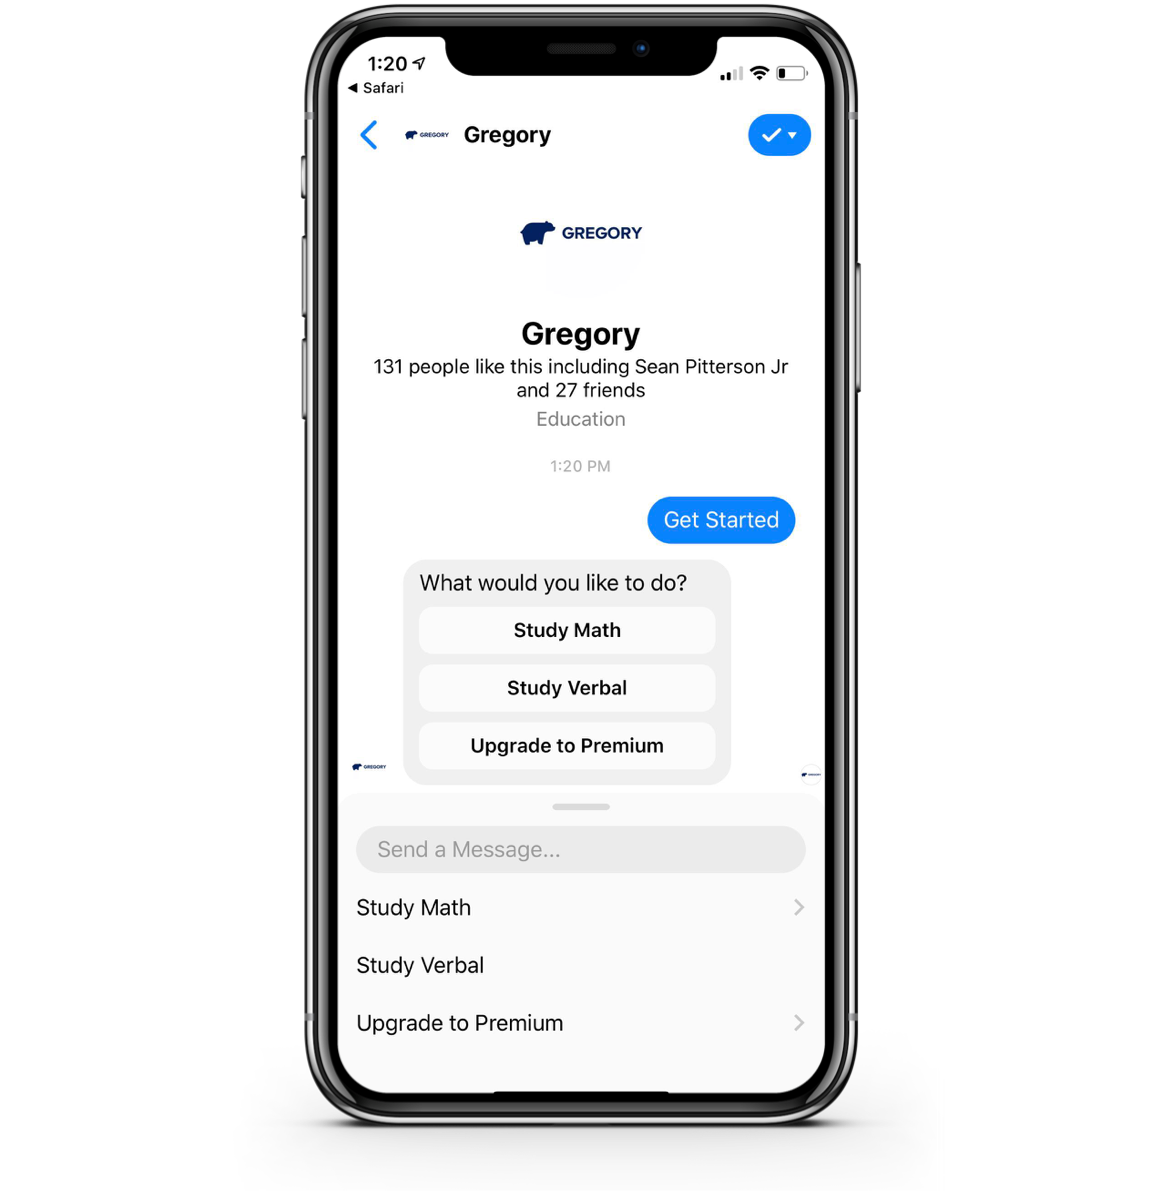 1:20
◀ Safari
GREGORY Gregory
GREGORY
Gregory
131 people like this including Sean Pitterson Jr
and 27 friends
Education
1:20 PM
Get Started
What would you like to do?
Study Math
Study Verbal
Upgrade to Premium
GREGORY
Send a Message...
Study Math
Study Verbal
Upgrade to Premium